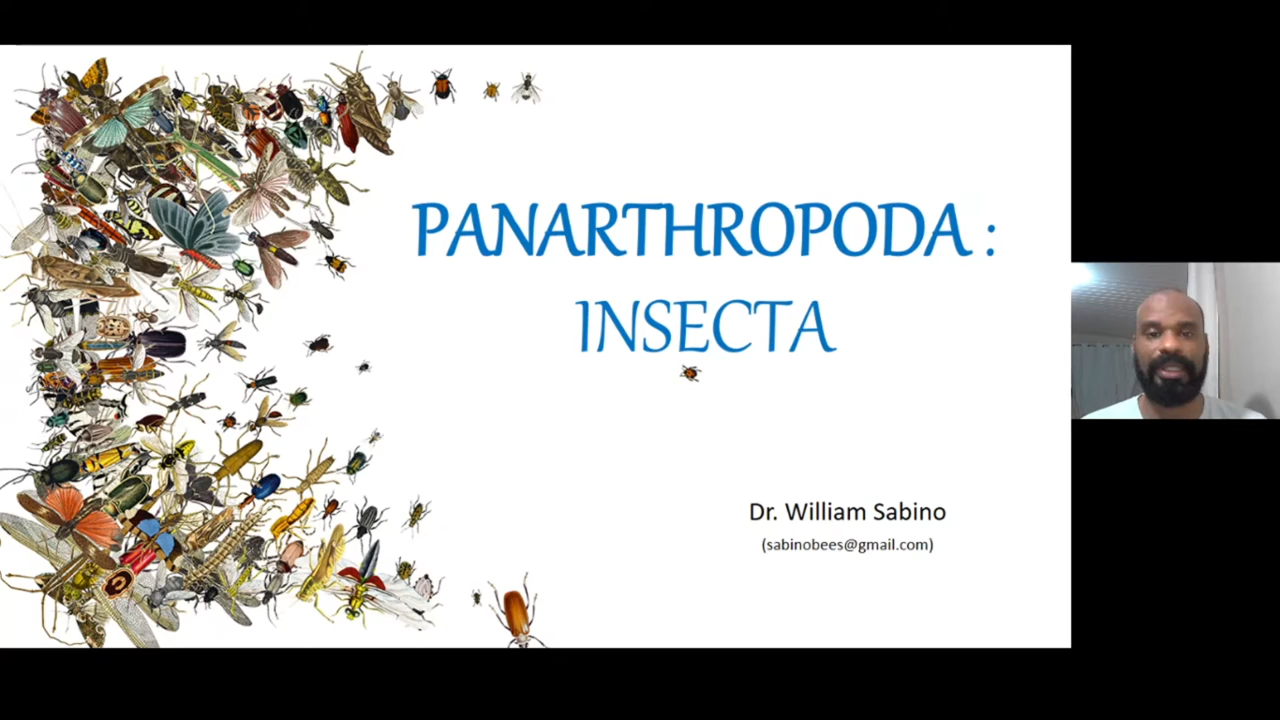 PANARTHROPODA :
INSECTA
Dr. William Sabino
(sabinobees@gmail.com)